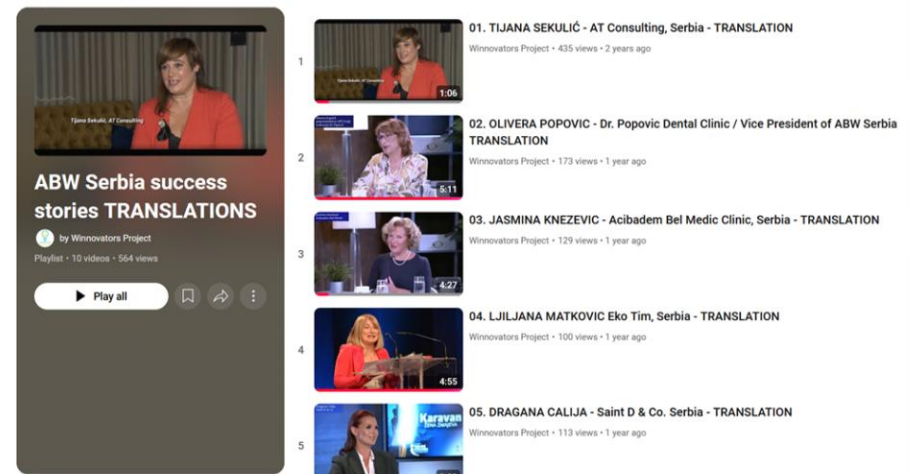 Tijana Sekulić, AT Consulting
ABW Serbia success
stories TRANSLATIONS
by Winnovators Project
Playlist • 10 videos • 564 views
Play all
1
1:06
01. TIJANA SEKULIĆ - AT Consulting, Serbia - TRANSLATION
Winnovators Project • 435 views • 2 years ago
2
5:11
02. OLIVERA POPOVIC - Dr. Popovic Dental Clinic / Vice President of ABW Serbia
TRANSLATION
Winnovators Project • 173 views • 1 year ago
3
4:27
03. JASMINA KNEZEVIC - Acibadem Bel Medic Clinic, Serbia - TRANSLATION
Winnovators Project • 129 views • 1 year ago
4
4:55
04. LJILJANA MATKOVIC Eko Tim, Serbia - TRANSLATION
Winnovators Project • 100 views • 1 year ago
5
Karavan
05. DRAGANA CALIJA - Saint D & Co. Serbia - TRANSLATION
Winnovators Project • 113 views • 1 year ago